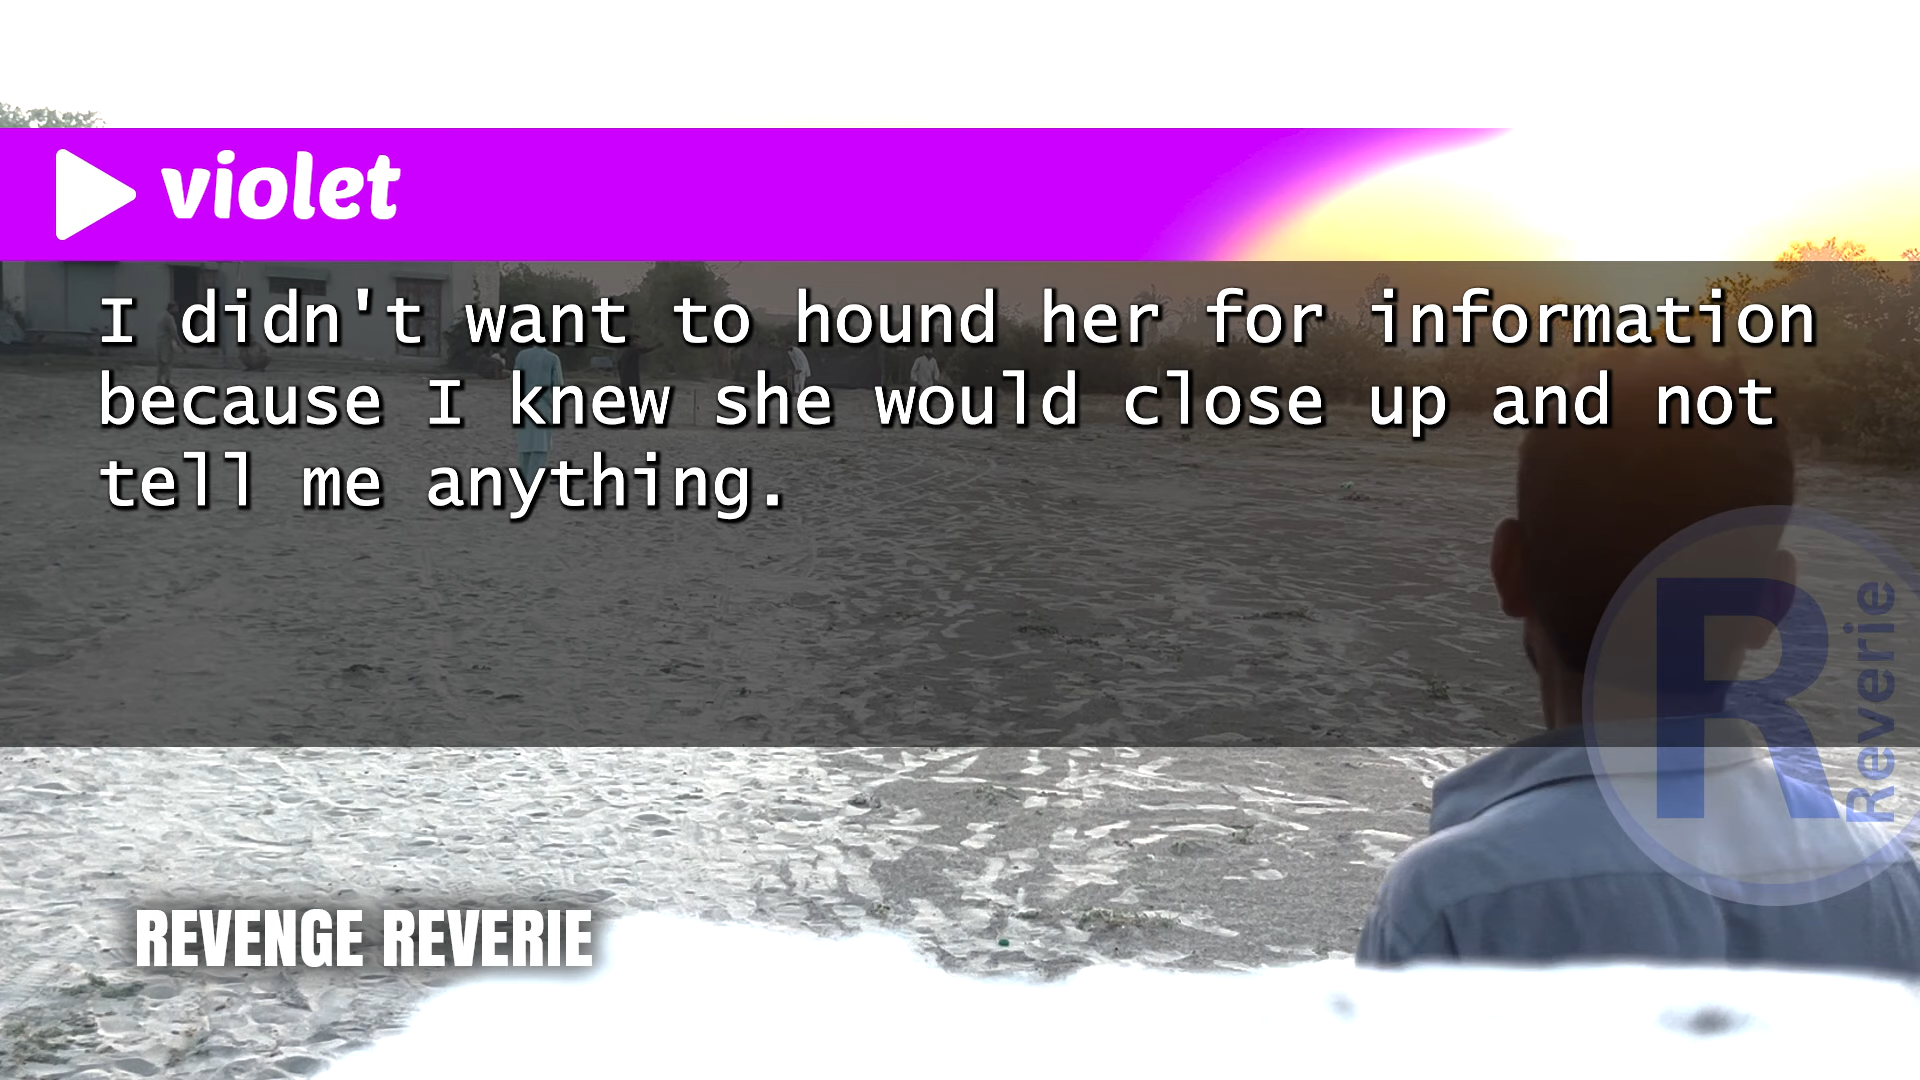 violet
I didn't want to hound her for information
because I knew she would close up and not
tell me anything.
R
Reverie
REVENGE REVERIE